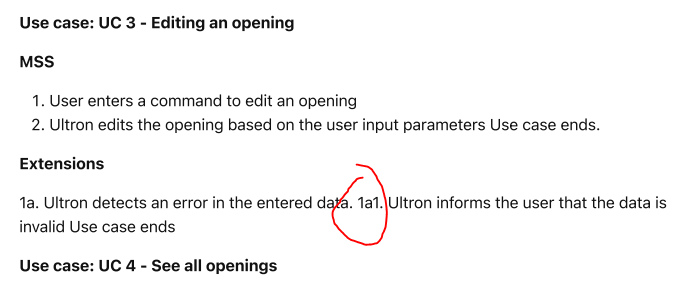 Use case: UC 3 - Editing an opening
MSS
1. User enters a command to edit an opening
2. Ultron edits the opening based on the user input parameters Use case ends.
Extensions
1a. Ultron detects an error in the entered data. 1a1. Ultron informs the user that the data is
invalid Use case ends
Use case: UC 4 - See all openings